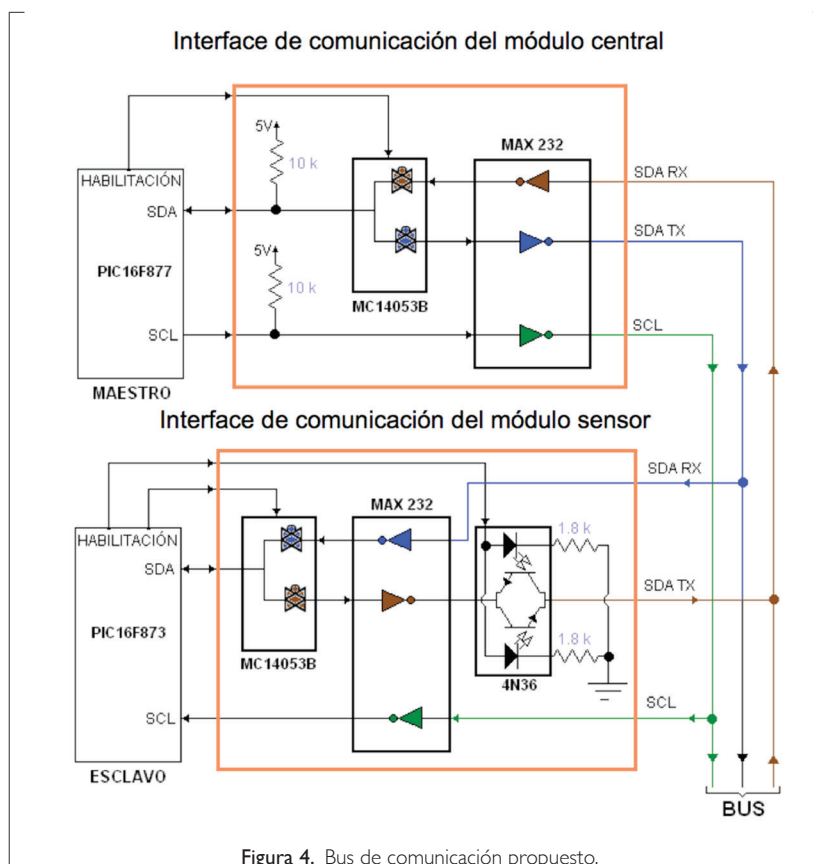 Interface de comunicación del módulo central
5V
10 k
MAX 232
SDA RX
HABILITACIÓN
SDA
SDA TX
PIC16F877
5V
10 k
MC14053B
SCL
SCL
MAESTRO
Interface de comunicación del módulo sensor
SDA RX
MAX 232
1.8 k
HABILITACIÓN
SDA
SDA TX
PIC16F873
1.8 k
MC14053B
4N36
SCL
SCL
ESCLAVO
BUS
Figura 4. Bus de comunicación propuesto.